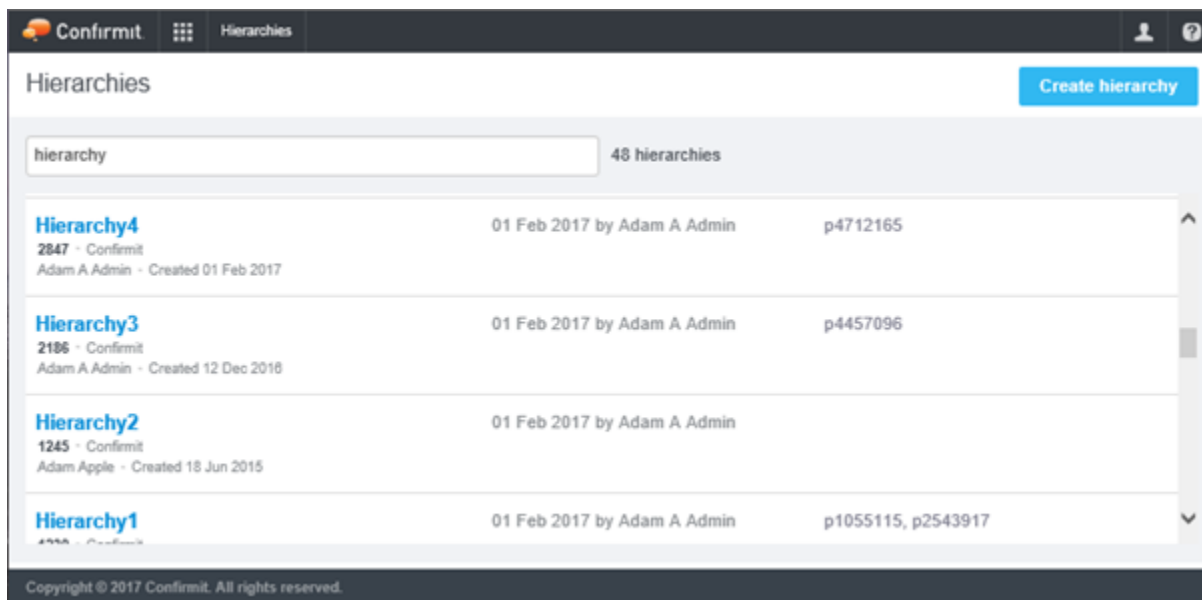 Confirmit. Hierarchies
Hierarchies
Create hierarchy
hierarchy 48 hierarchies
Hierarchy4 01 Feb 2017 by Adam A Admin p4712165
2847 - Confirmit
Adam A Admin - Created 01 Feb 2017
Hierarchy3 01 Feb 2017 by Adam A Admin p4457096
2186 - Confirmit
Adam A Admin - Created 12 Dec 2016
Hierarchy2 01 Feb 2017 by Adam A Admin
1245 - Confirmit
Adam Apple - Created 18 Jun 2015
Hierarchy1 01 Feb 2017 by Adam A Admin p1055115, p2543917
Copyright © 2017 Confirmit. All rights reserved.